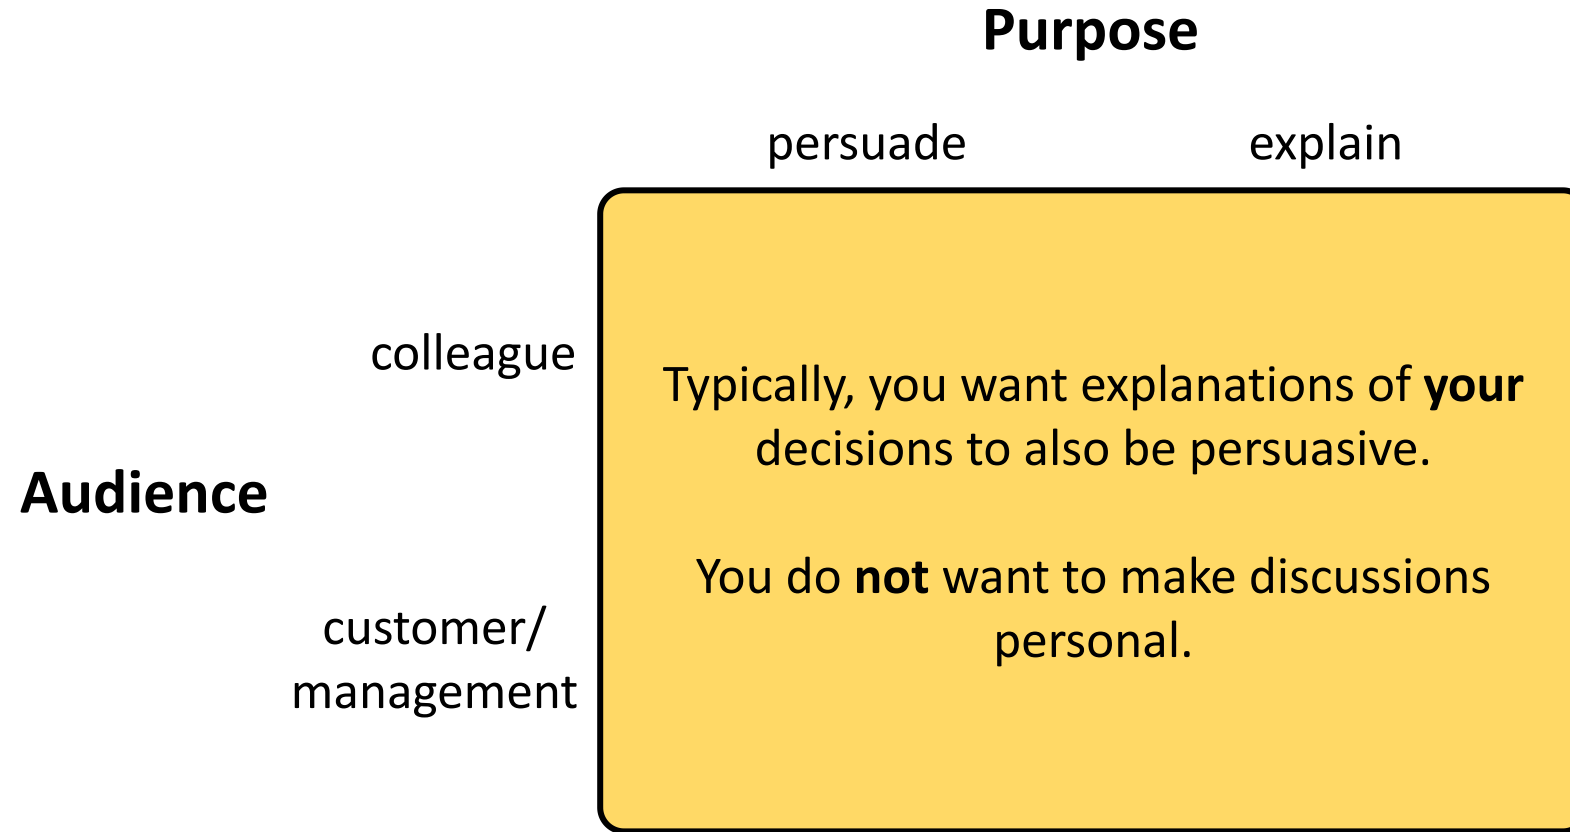 Purpose
persuade explain
colleague
Typically, you want explanations of your
decisions to also be persuasive.
Audience
You do not want to make discussions
personal.
customer/
management